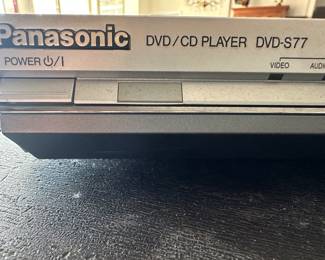 Panasonic DVD/CD PLAYER DVD-S77
POWER ⏻/I
VIDEO